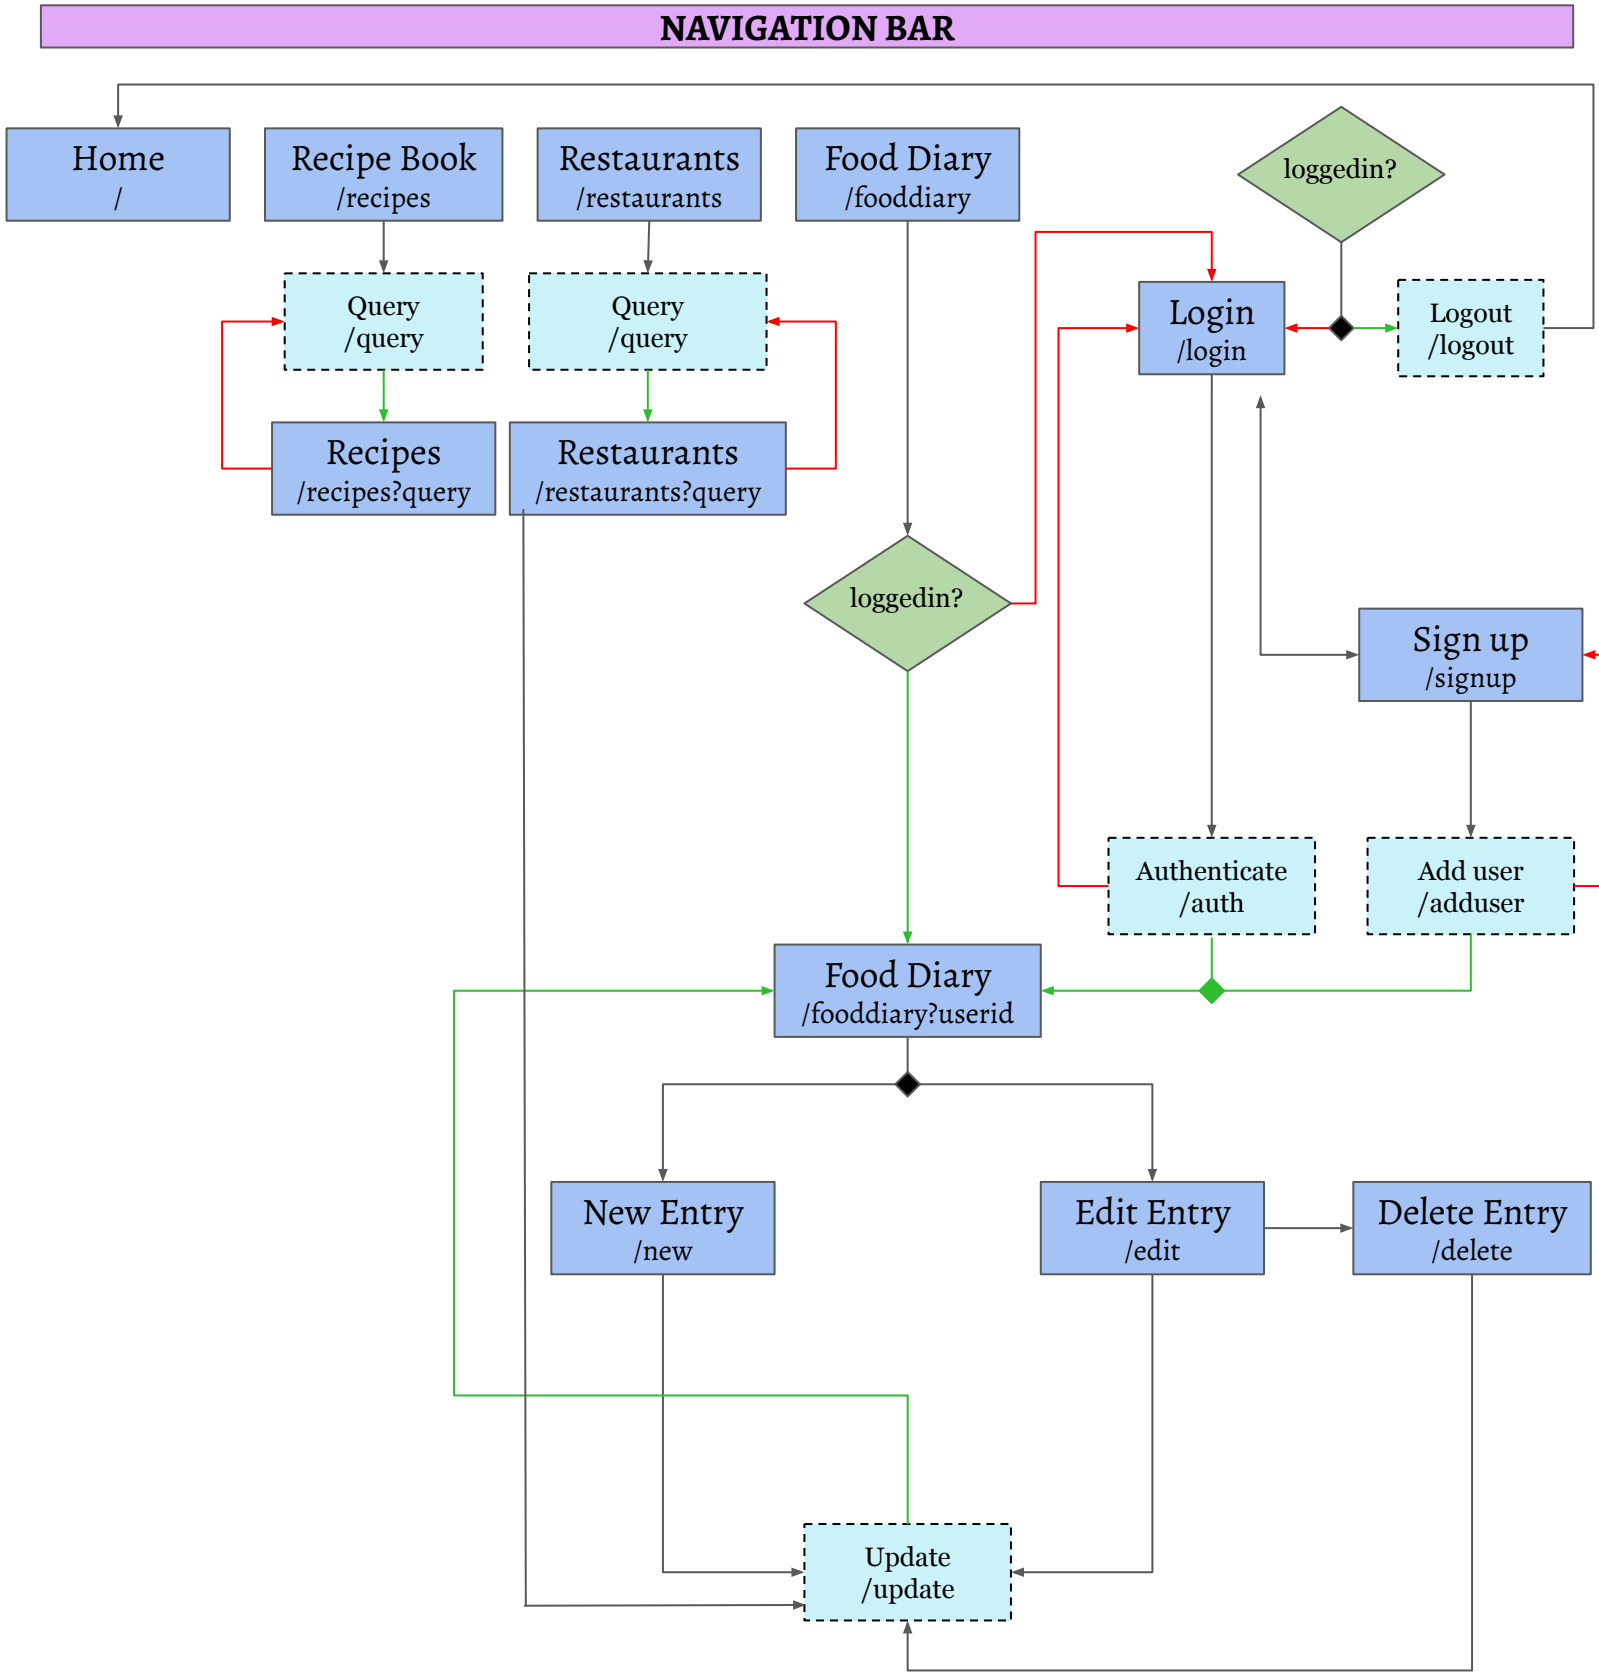 NAVIGATION BAR
Home
/
Recipe Book
/recipes
Restaurants
/restaurants
Food Diary
/fooddiary
loggedin?
Query
/query
Query
/query
Login
/login
Logout
/logout
Recipes
/recipes?query
Restaurants
/restaurants?query
loggedin?
Sign up
/signup
Authenticate
/auth
Add user
/adduser
Food Diary
/fooddiary?userid
New Entry
/new
Edit Entry
/edit
Delete Entry
/delete
Update
/update